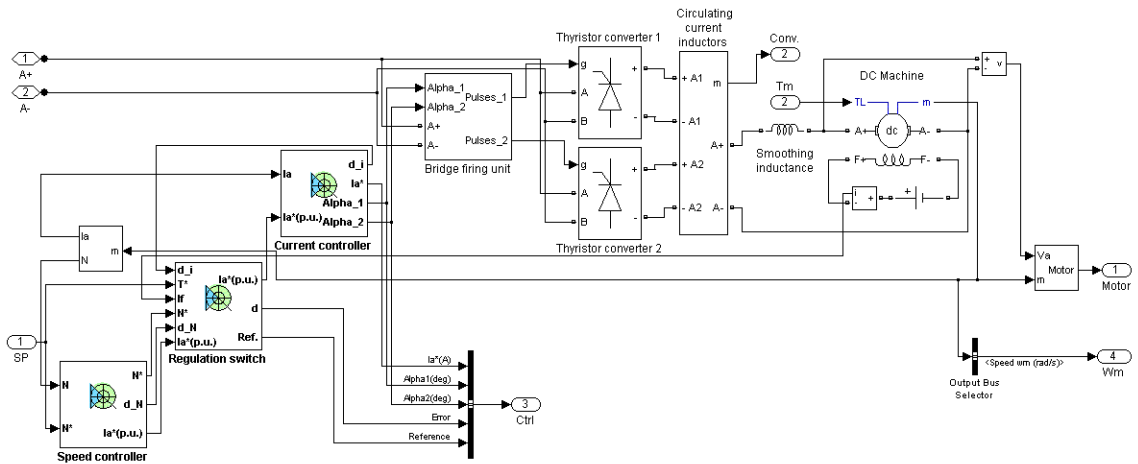 1
A+
2
A-
Alpha_1
Alpha_2
A+
A-
Pulses_1
Pulses_2
Bridge firing unit
Thyristor converter 1
g
A
B
+
-
Thyristor converter 2
g
A
B
+
-
Circulating
current
inductors
+ A1
- A1
+ A2
- A2
m
A+
A-
Conv.
2
Tm
2
Smoothing
inductance
DC Machine
TL
m
A+
dc
A-
F+
F-
i
+
-
+
+
-
v
Va
m
Motor
1
Motor
Ia
Ia*(p.u.)
d_i
Ia*
Alpha_1
Alpha_2
Current controller
Ia
N
m
d_i
T*
If
N*
d_N
Ia*(p.u.)
Ia*(p.u.)
d
Ref.
Regulation switch
1
SP
N
N*
N*
d_N
Ia*(p.u.)
Speed controller
Ia*(A)
Alpha1(deg)
Alpha2(deg)
Error
Reference
3
Ctrl
Output Bus
Selector
<Speed wm (rad/s)>
4
Wm